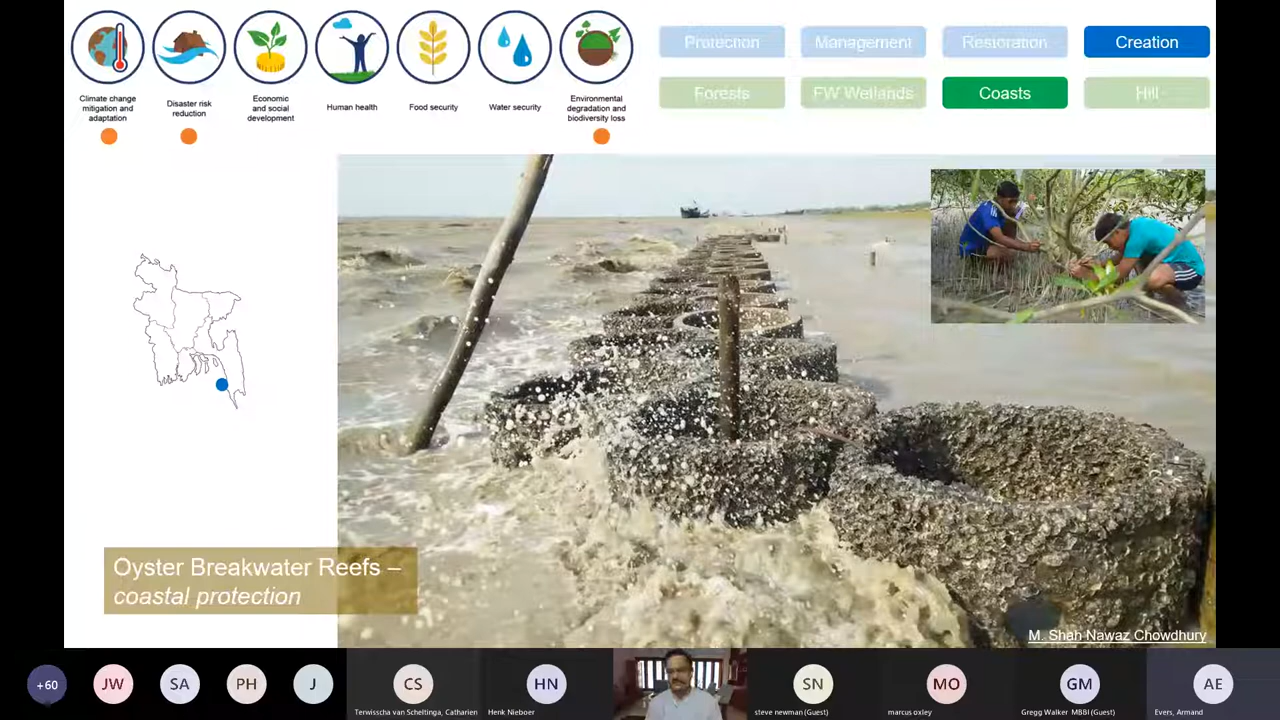 Climate change
mitigation and
adaptation
Disaster risk
reduction
Economic
and social
development
Human health
Food security
Water security
Environmental
degradation and
biodiversity loss
Protection
Management
Restoration
Creation
Forests
FW Wetlands
Coasts
Hill
Oyster Breakwater Reefs –
coastal protection
M. Shah Nawaz Chowdhury
+60
JW
SA
PH
J
CS
HN
SN
MO
GM
AE
Terwisscha van Scheltinga, Catharien
Henk Nieboer
steve newman (Guest)
marcus oxley
Gregg Walker MBBI (Guest)
Evers, Armand